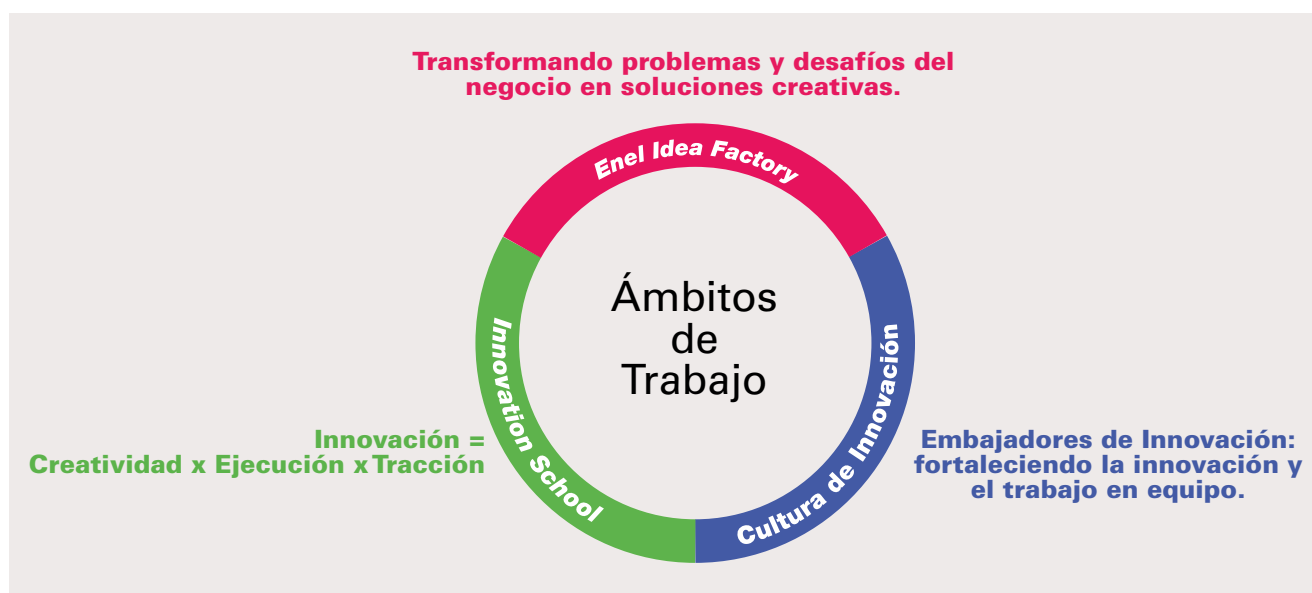 Transformando problemas y desafíos del
negocio en soluciones creativas.
Enel Idea Factory
Ámbitos
de
Trabajo
Innovation School
Cultura de Innovación
Innovación =
Creatividad x Ejecución x Tracción
Embajadores de Innovación:
fortaleciendo la innovación y
el trabajo en equipo.